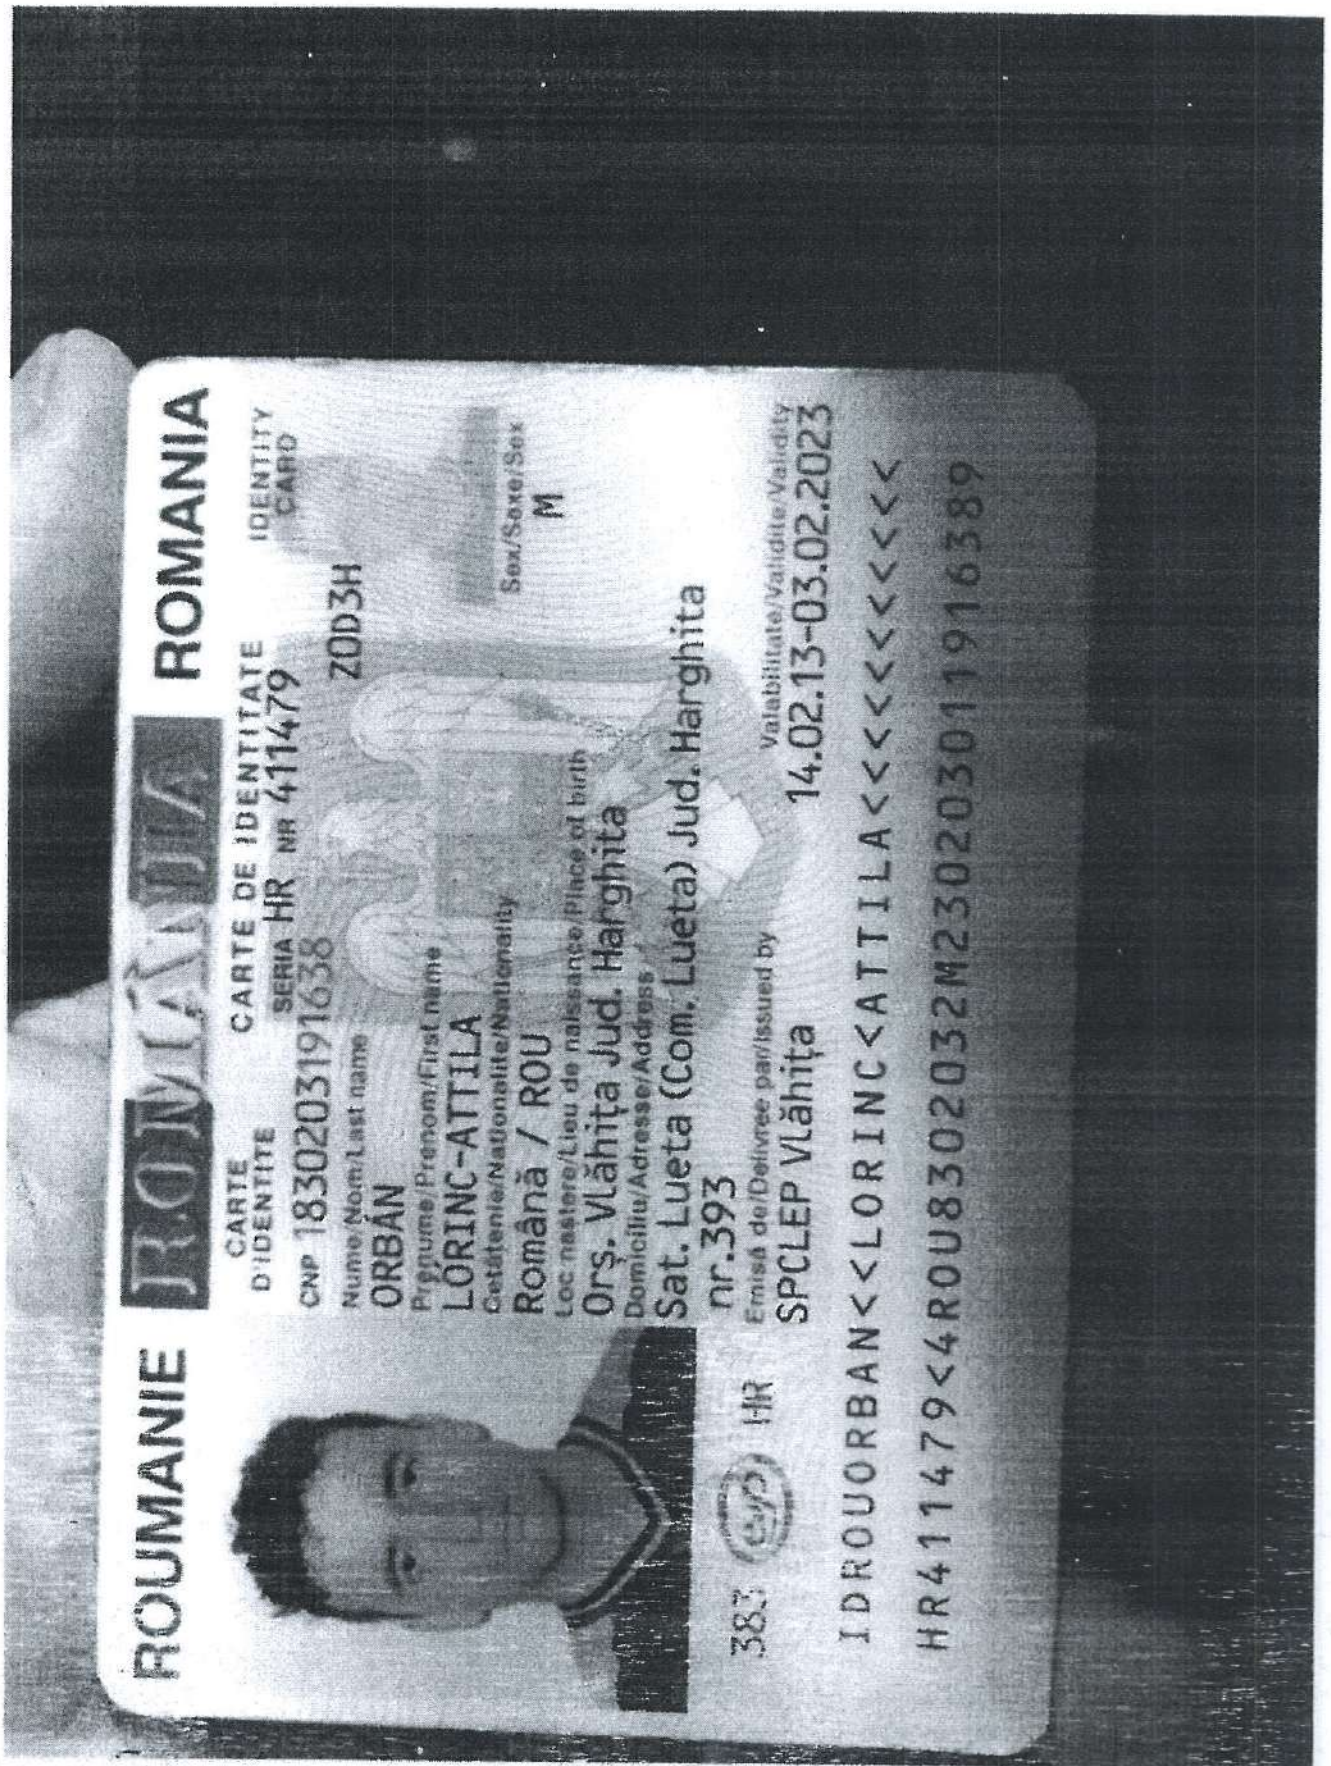 ROUMANIE ROMÂNIA ROMANIA
CARTE D'IDENTITE CARTE DE IDENTITATE IDENTITY CARD
SERIA HR NR 411479
CNP 1830203191638 Z0D3H
Nume/Nom/Last name
ORBÁN
Prenume/Prenom/First name
LÓRINC-ATTILA
Cetățenie/Nationalite/Nationality
Română / ROU
Sex/Sexe/Sex
M
Loc naștere/Lieu de naissance/Place of birth
Orș. Vlăhița Jud. Harghita
Domiciliu/Adresse/Address
Sat. Lueta (Com. Lueta) Jud. Harghita
nr.393
Emisă de/Delivree par/Issued by Valabilitate/Validite/Validity
SPCLEP Vlăhița 14.02.13-03.02.2023
383 HR
IDROUORBAN<<LORINC<ATTILA<<<<<<<<<<<
HR411479<4ROU8302032M230203011916389